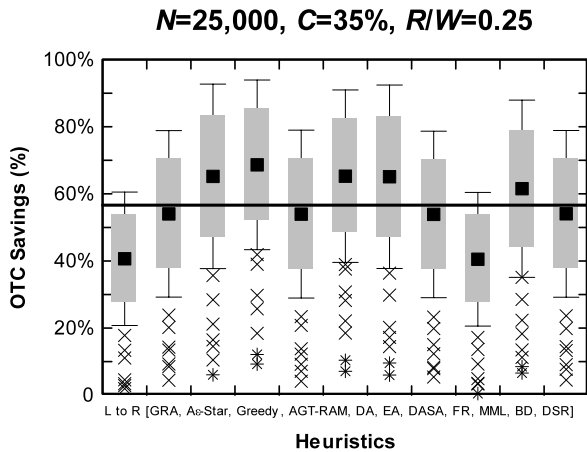 N=25,000, C=35%, R/W=0.25
100%
80%
60%
40%
20%
0
OTC Savings (%)
L to R [GRA, Aε-Star, Greedy, AGT-RAM, DA, EA, DASA, FR, MML, BD, DSR]
Heuristics